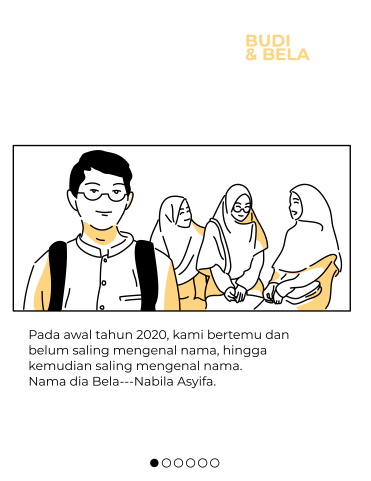 BUDI
& BELA
Pada awal tahun 2020, kami bertemu dan
belum saling mengenal nama, hingga
kemudian saling mengenal nama.
Nama dia Bela---Nabila Asyifa.